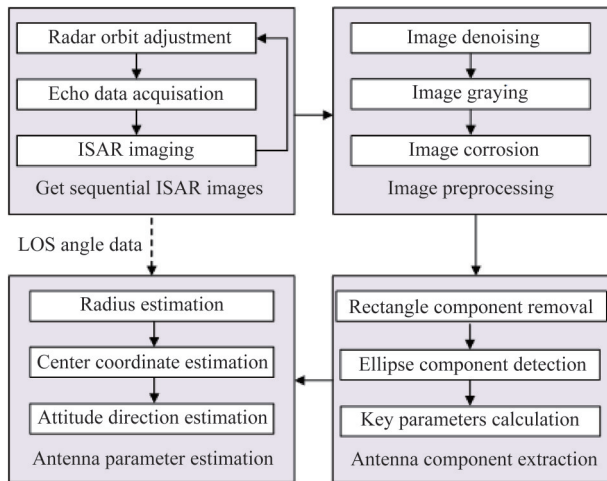 Radar orbit adjustment
Echo data acquisation
ISAR imaging
Get sequential ISAR images
Image denoising
Image graying
Image corrosion
Image preprocessing
LOS angle data
Radius estimation
Center coordinate estimation
Attitude direction estimation
Antenna parameter estimation
Rectangle component removal
Ellipse component detection
Key parameters calculation
Antenna component extraction